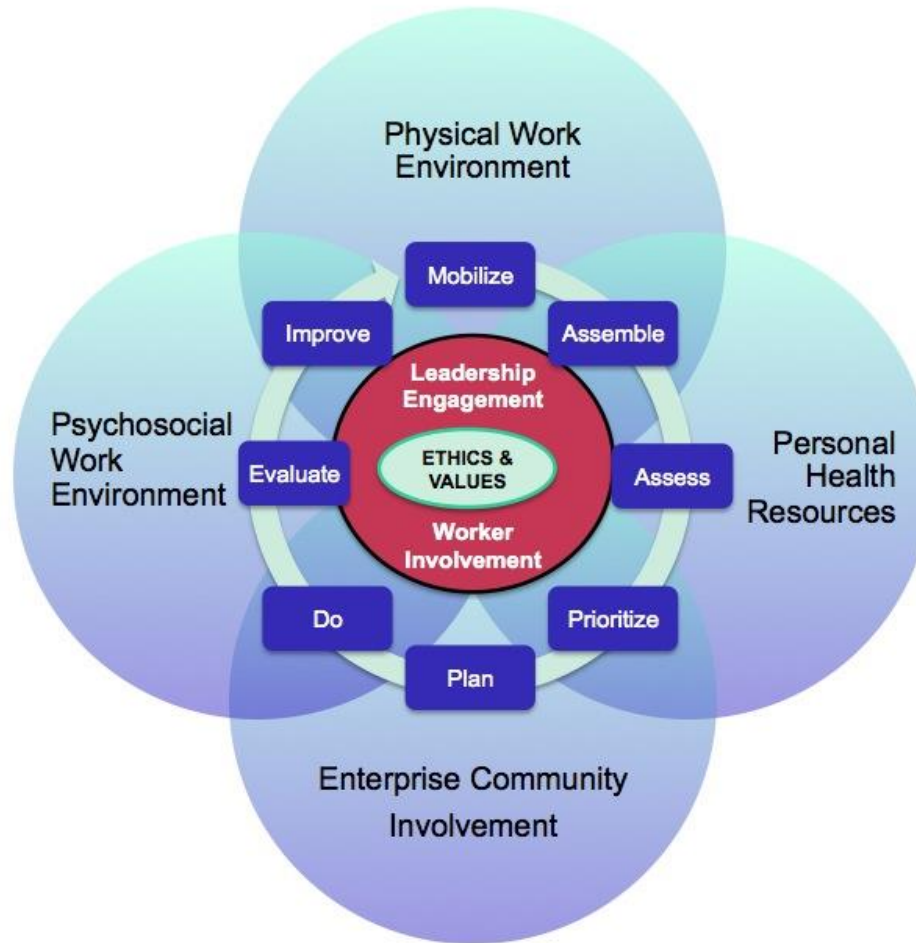 Physical Work
Environment
Mobilize
Improve
Assemble
Leadership
Engagement
Psychosocial
Work
Environment
Evaluate
ETHICS &
VALUES
Assess
Personal
Health
Resources
Worker
Involvement
Do
Prioritize
Plan
Enterprise Community
Involvement